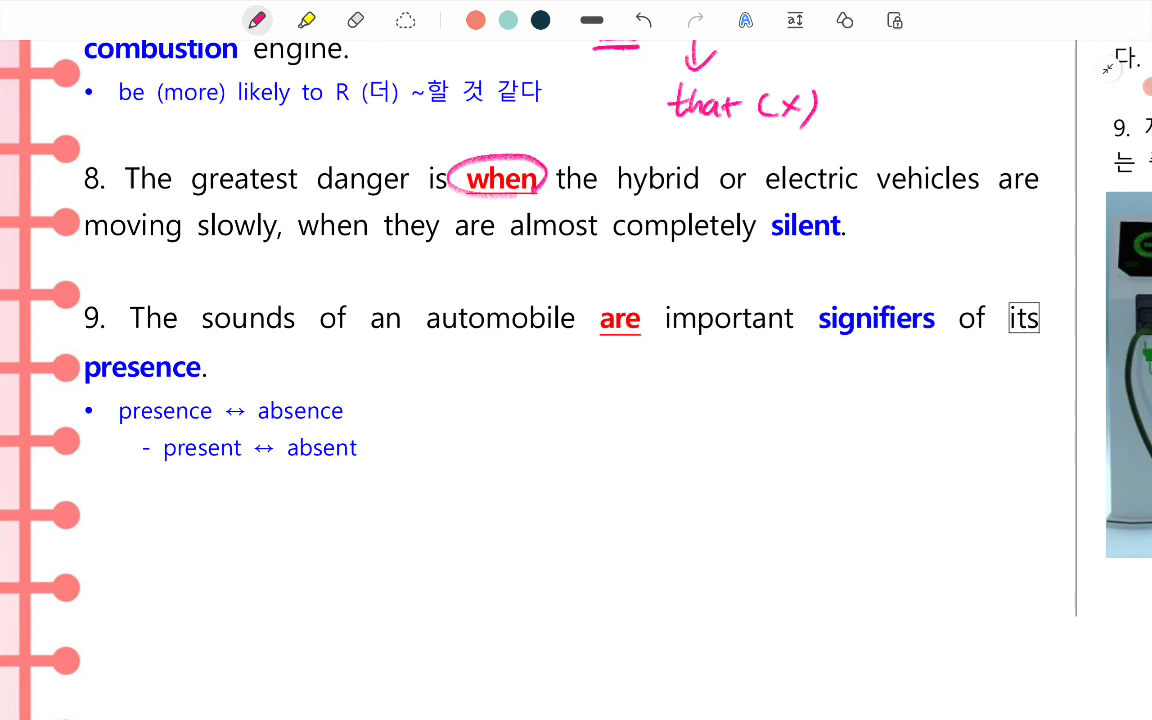 combustion engine.
• be (more) likely to R (더) ~할 것 같다
that (X)
8. The greatest danger is when the hybrid or electric vehicles are
moving slowly, when they are almost completely silent.
9. The sounds of an automobile are important signifiers of its
presence.
• presence ↔ absence
- present ↔ absent
다.
9.
는